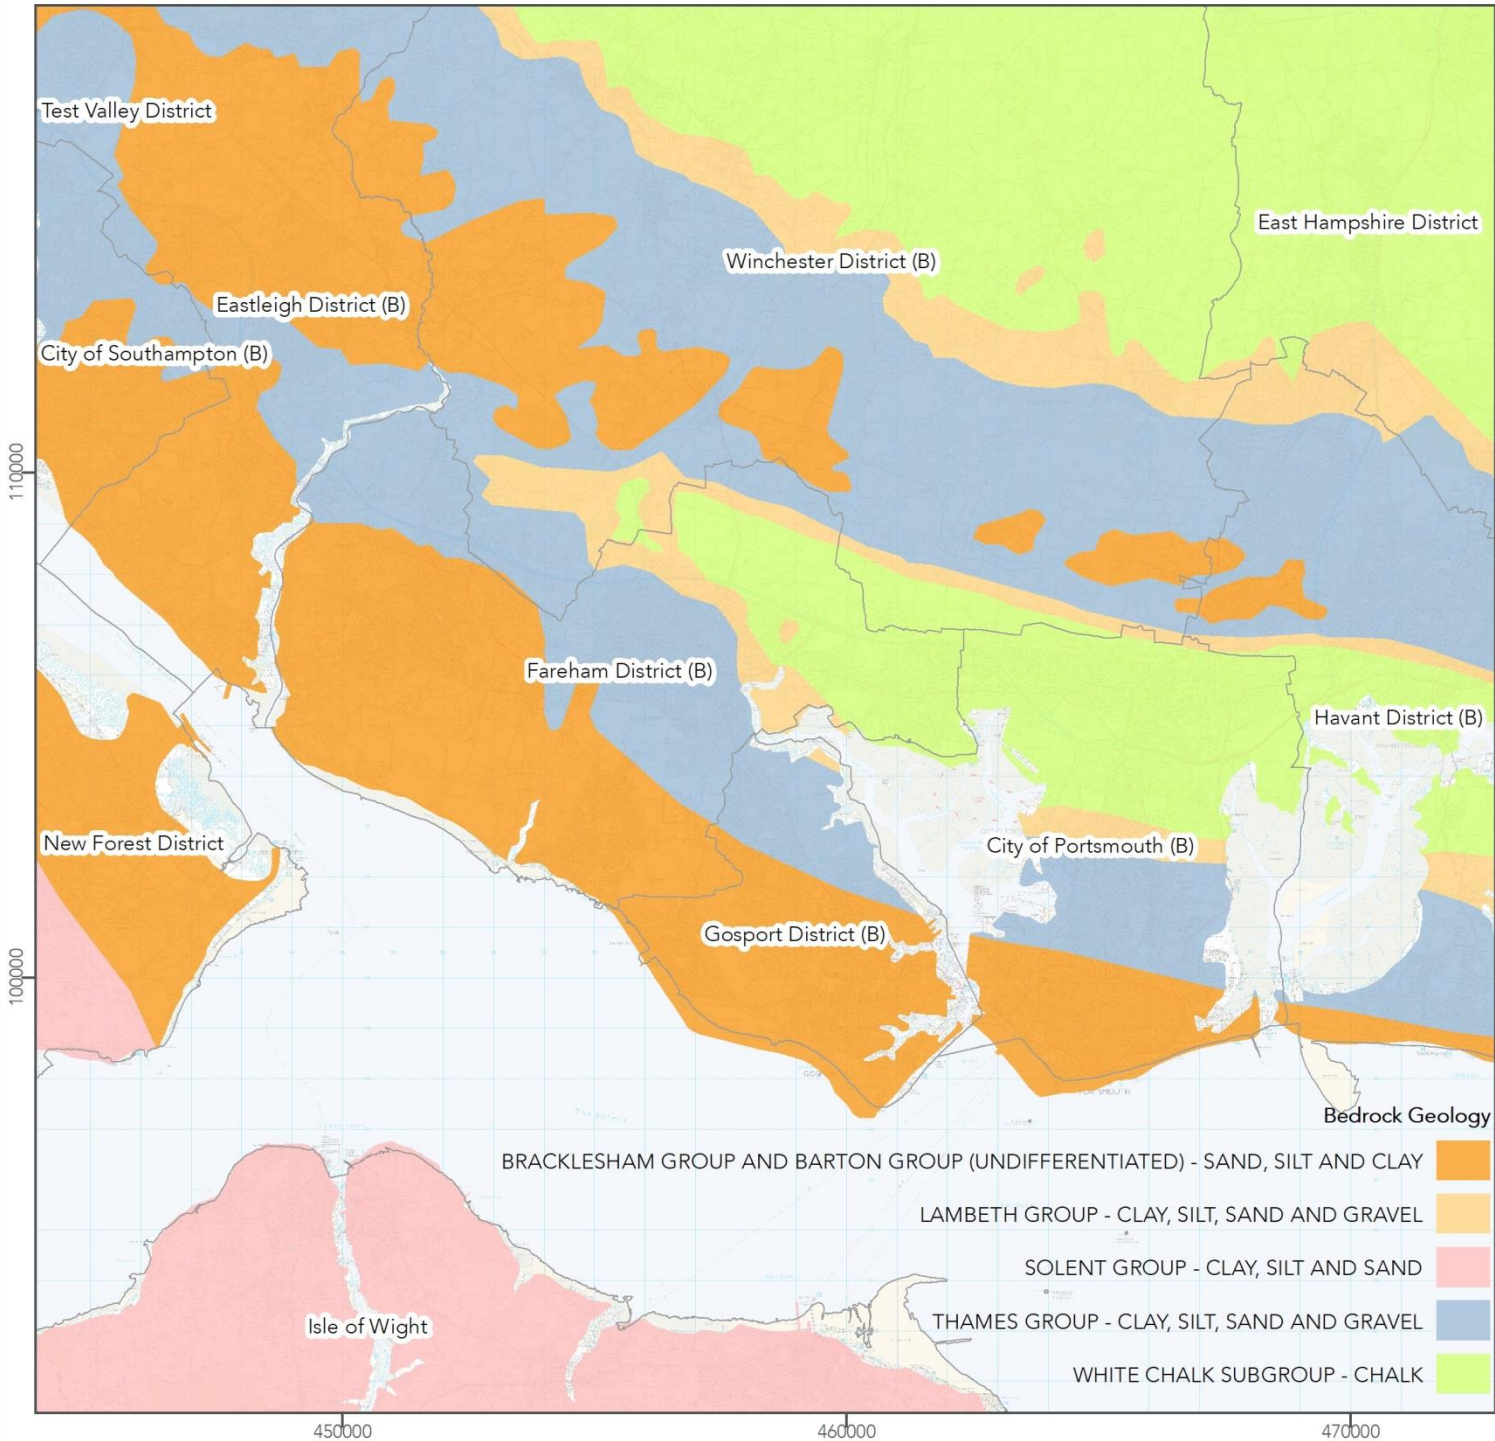 Test Valley District
East Hampshire District
Winchester District (B)
Eastleigh District (B)
City of Southampton (B)
110000
Fareham District (B)
Havant District (B)
New Forest District
City of Portsmouth (B)
Gosport District (B)
100000
Bedrock Geology
BRACKLESHAM GROUP AND BARTON GROUP (UNDIFFERENTIATED) - SAND, SILT AND CLAY
LAMBETH GROUP - CLAY, SILT, SAND AND GRAVEL
SOLENT GROUP - CLAY, SILT AND SAND
THAMES GROUP - CLAY, SILT, SAND AND GRAVEL
WHITE CHALK SUBGROUP - CHALK
Isle of Wight
450000
460000
470000